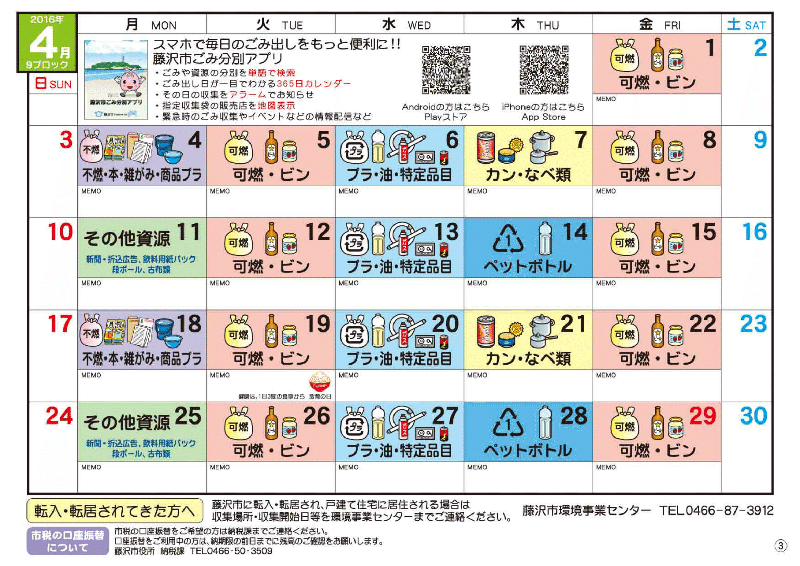 2016年
4月
9ブロック
日 SUN
月 MON
火 TUE
水 WED
木 THU
金 FRI
土 SAT
スマホで毎日のごみ出しをもっと便利に!!
藤沢市ごみ分別アプリ
・ごみや資源の分別を単語で検索
・ごみ出し日が一目でわかる365日カレンダー
・その日の収集をアラームでお知らせ
・指定収集袋の販売店を地図表示
・緊急時のごみ収集やイベントなどの情報配信など
藤沢市ごみ分別アプリ
Androidの方はこちら
Playストア
iPhoneの方はこちら
App Store
可燃 1
可燃・ビン
MEMO
2
3
不燃 4
不燃・本・雑がみ・商品プラ
MEMO
可燃 5
可燃・ビン
MEMO
プラ 6
プラ・油・特定品目
MEMO
7
カン・なべ類
MEMO
可燃 8
可燃・ビン
MEMO
9
10
その他資源 11
新聞・折込広告、飲料用紙パック
段ボール、古布類
MEMO
可燃 12
可燃・ビン
MEMO
プラ 13
プラ・油・特定品目
MEMO
1 14
ペットボトル
MEMO
可燃 15
可燃・ビン
MEMO
16
17
不燃 18
不燃・本・雑がみ・商品プラ
MEMO
可燃 19
可燃・ビン
MEMO
健康は、1日3度の食事から 食育の日
プラ 20
プラ・油・特定品目
MEMO
21
カン・なべ類
MEMO
可燃 22
可燃・ビン
MEMO
23
24
その他資源 25
新聞・折込広告、飲料用紙パック
段ボール、古布類
MEMO
可燃 26
可燃・ビン
MEMO
プラ 27
プラ・油・特定品目
MEMO
1 28
ペットボトル
MEMO
可燃 29
可燃・ビン
MEMO
30
転入・転居されてきた方へ
藤沢市に転入・転居され、戸建て住宅に居住される場合は
収集場所・収集開始日等を環境事業センターまでご連絡ください。
藤沢市環境事業センター TEL0466-87-3912
市税の口座振替
について
市税の口座振替をご希望の方は納税課までご連絡ください。
口座振替をご利用中の方は、納期限の前日までに残高のご確認をお願いします。
藤沢市役所 納税課 TEL0466-50-3509
3